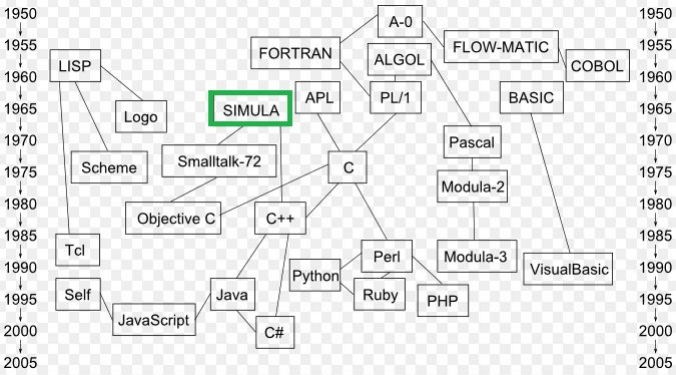 1950
1955
1960
1965
1970
1975
1980
1985
1990
1995
2000
2005
A-0
FORTRAN
ALGOL
FLOW-MATIC
COBOL
LISP
SIMULA
APL
PL/1
BASIC
Logo
Pascal
Scheme
Smalltalk-72
C
Modula-2
Objective C
C++
Tcl
Perl
Modula-3
VisualBasic
Python
Self
Java
Ruby
PHP
JavaScript
C#
1950
1955
1960
1965
1970
1975
1980
1985
1990
1995
2000
2005